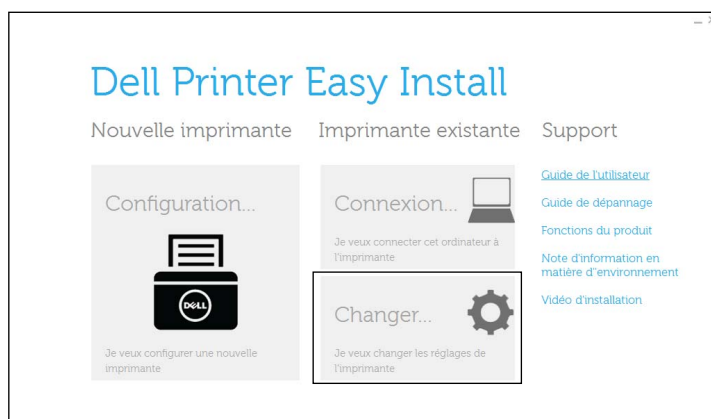 Dell Printer Easy Install
Nouvelle imprimante
Imprimante existante
Support
Configuration...
DELL
Je veux configurer une nouvelle
imprimante
Connexion...
Je veux connecter cet ordinateur à
l'imprimante
Changer...
Je veux changer les réglages de
l'imprimante
Guide de l'utilisateur
Guide de dépannage
Fonctions du produit
Note d'information en
matière d"environnement
Vidéo d'installation